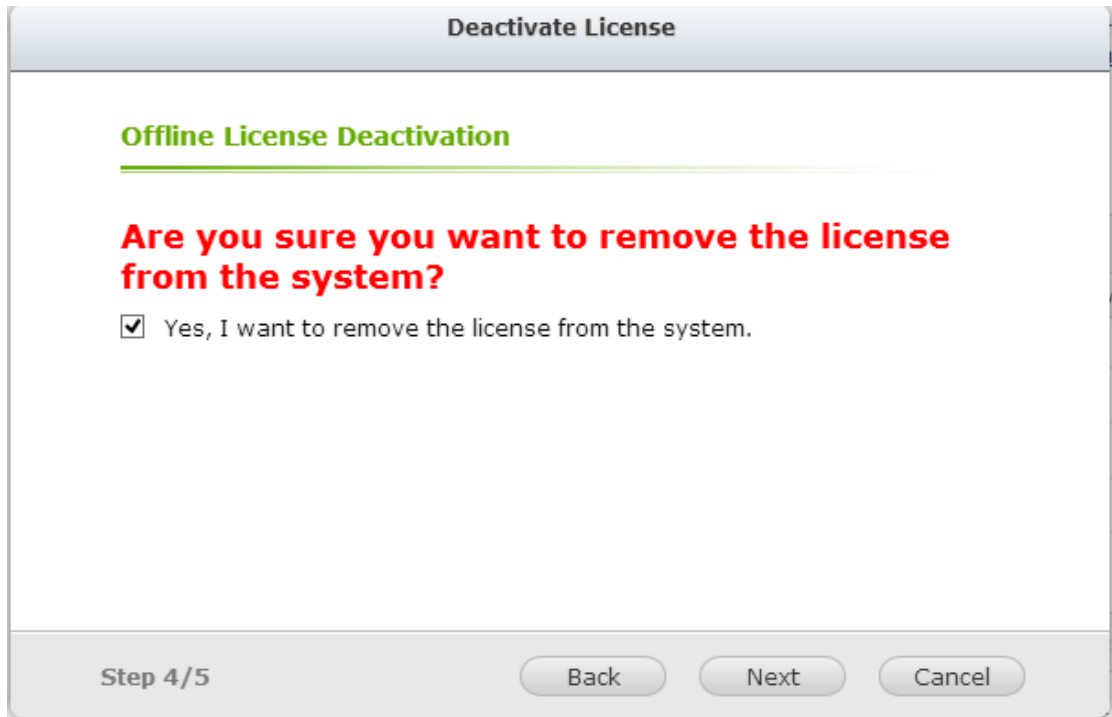 Deactivate License
Offline License Deactivation
Are you sure you want to remove the license
from the system?
Yes, I want to remove the license from the system.
Step 4/5
Back
Next
Cancel